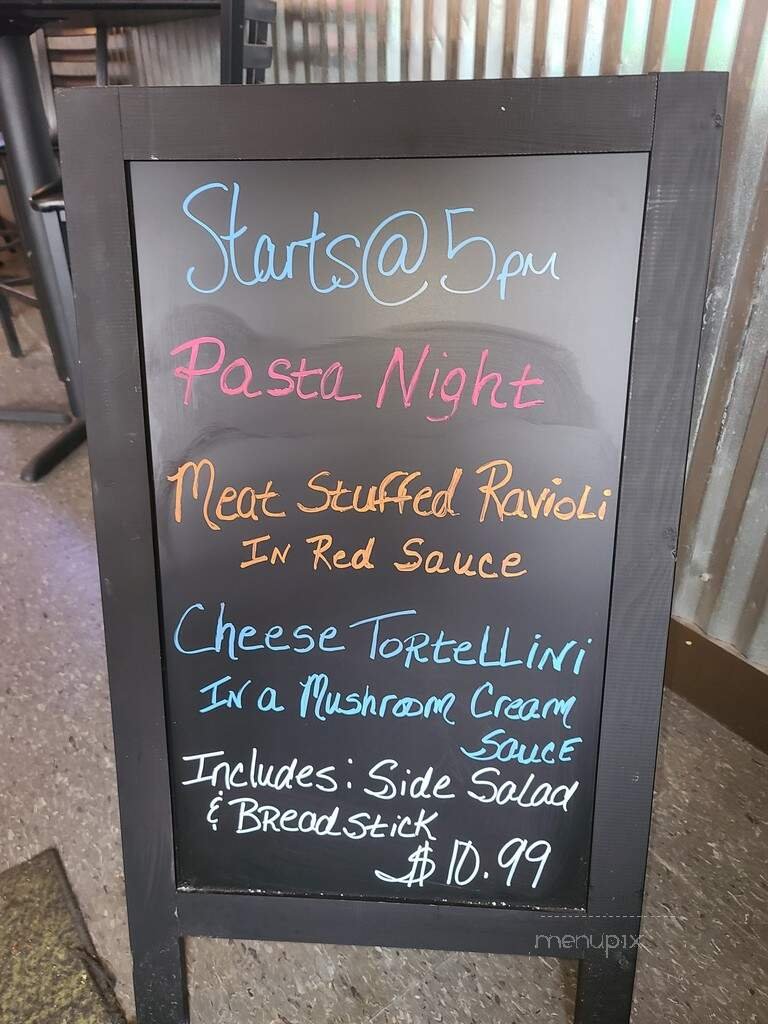 Starts@5pm
Pasta Night
Meat Stuffed Ravioli
In Red Sauce
Cheese Tortellini
In a Mushroom Cream
Sauce
Includes: Side Salad
& Breadstick
$10.99
menupix